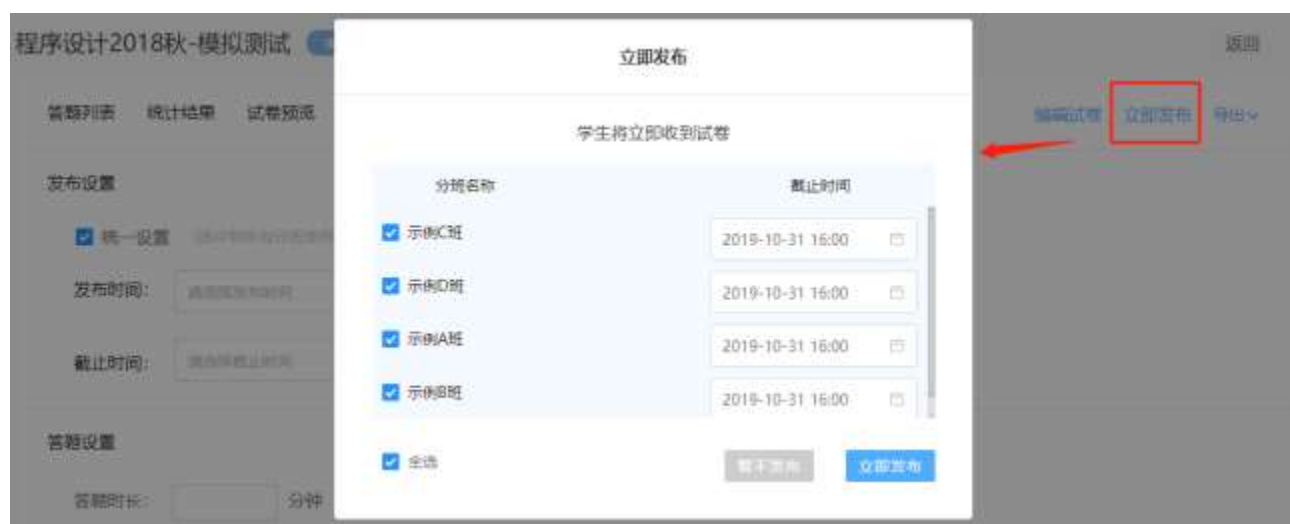 程序设计2018秋-模拟测试
返回
答题列表 统计结果 试卷预览
编辑试卷 立即发布 导出
发布设置
统一设置
发布时间:
截止时间:
答题设置
答题时长: 分钟
立即发布
学生将立即收到试卷
分班名称 截止时间
示例C班 2019-10-31 16:00
示例D班 2019-10-31 16:00
示例A班 2019-10-31 16:00
示例B班 2019-10-31 16:00
全选 暂不发布 立即发布